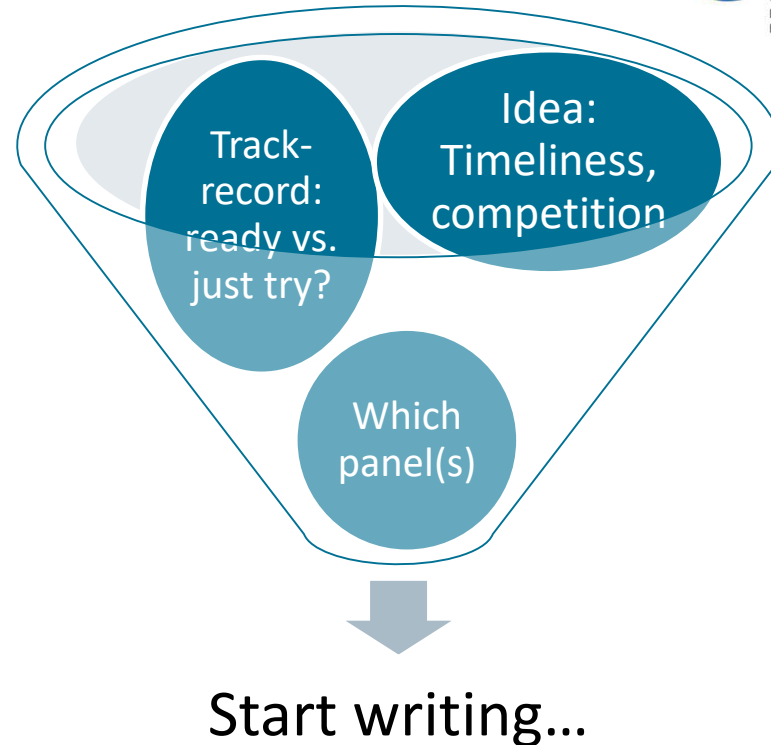 Track-
record:
ready vs.
just try?
Idea:
Timeliness,
competition
Which
panel(s)
Start writing…